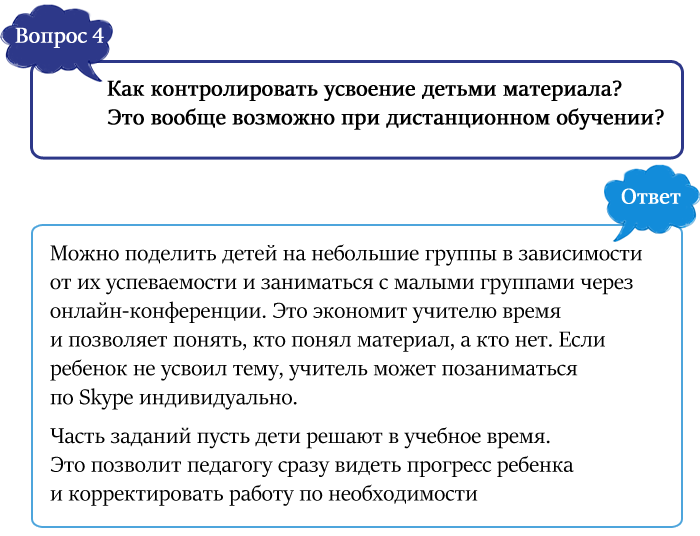 Вопрос 4
Как контролировать усвоение детьми материала?
Это вообще возможно при дистанционном обучении?
Ответ
Можно поделить детей на небольшие группы в зависимости
от их успеваемости и заниматься с малыми группами через
онлайн-конференции. Это экономит учителю время
и позволяет понять, кто понял материал, а кто нет. Если
ребенок не усвоил тему, учитель может позаниматься
по Skype индивидуально.
Часть заданий пусть дети решают в учебное время.
Это позволит педагогу сразу видеть прогресс ребенка
и корректировать работу по необходимости